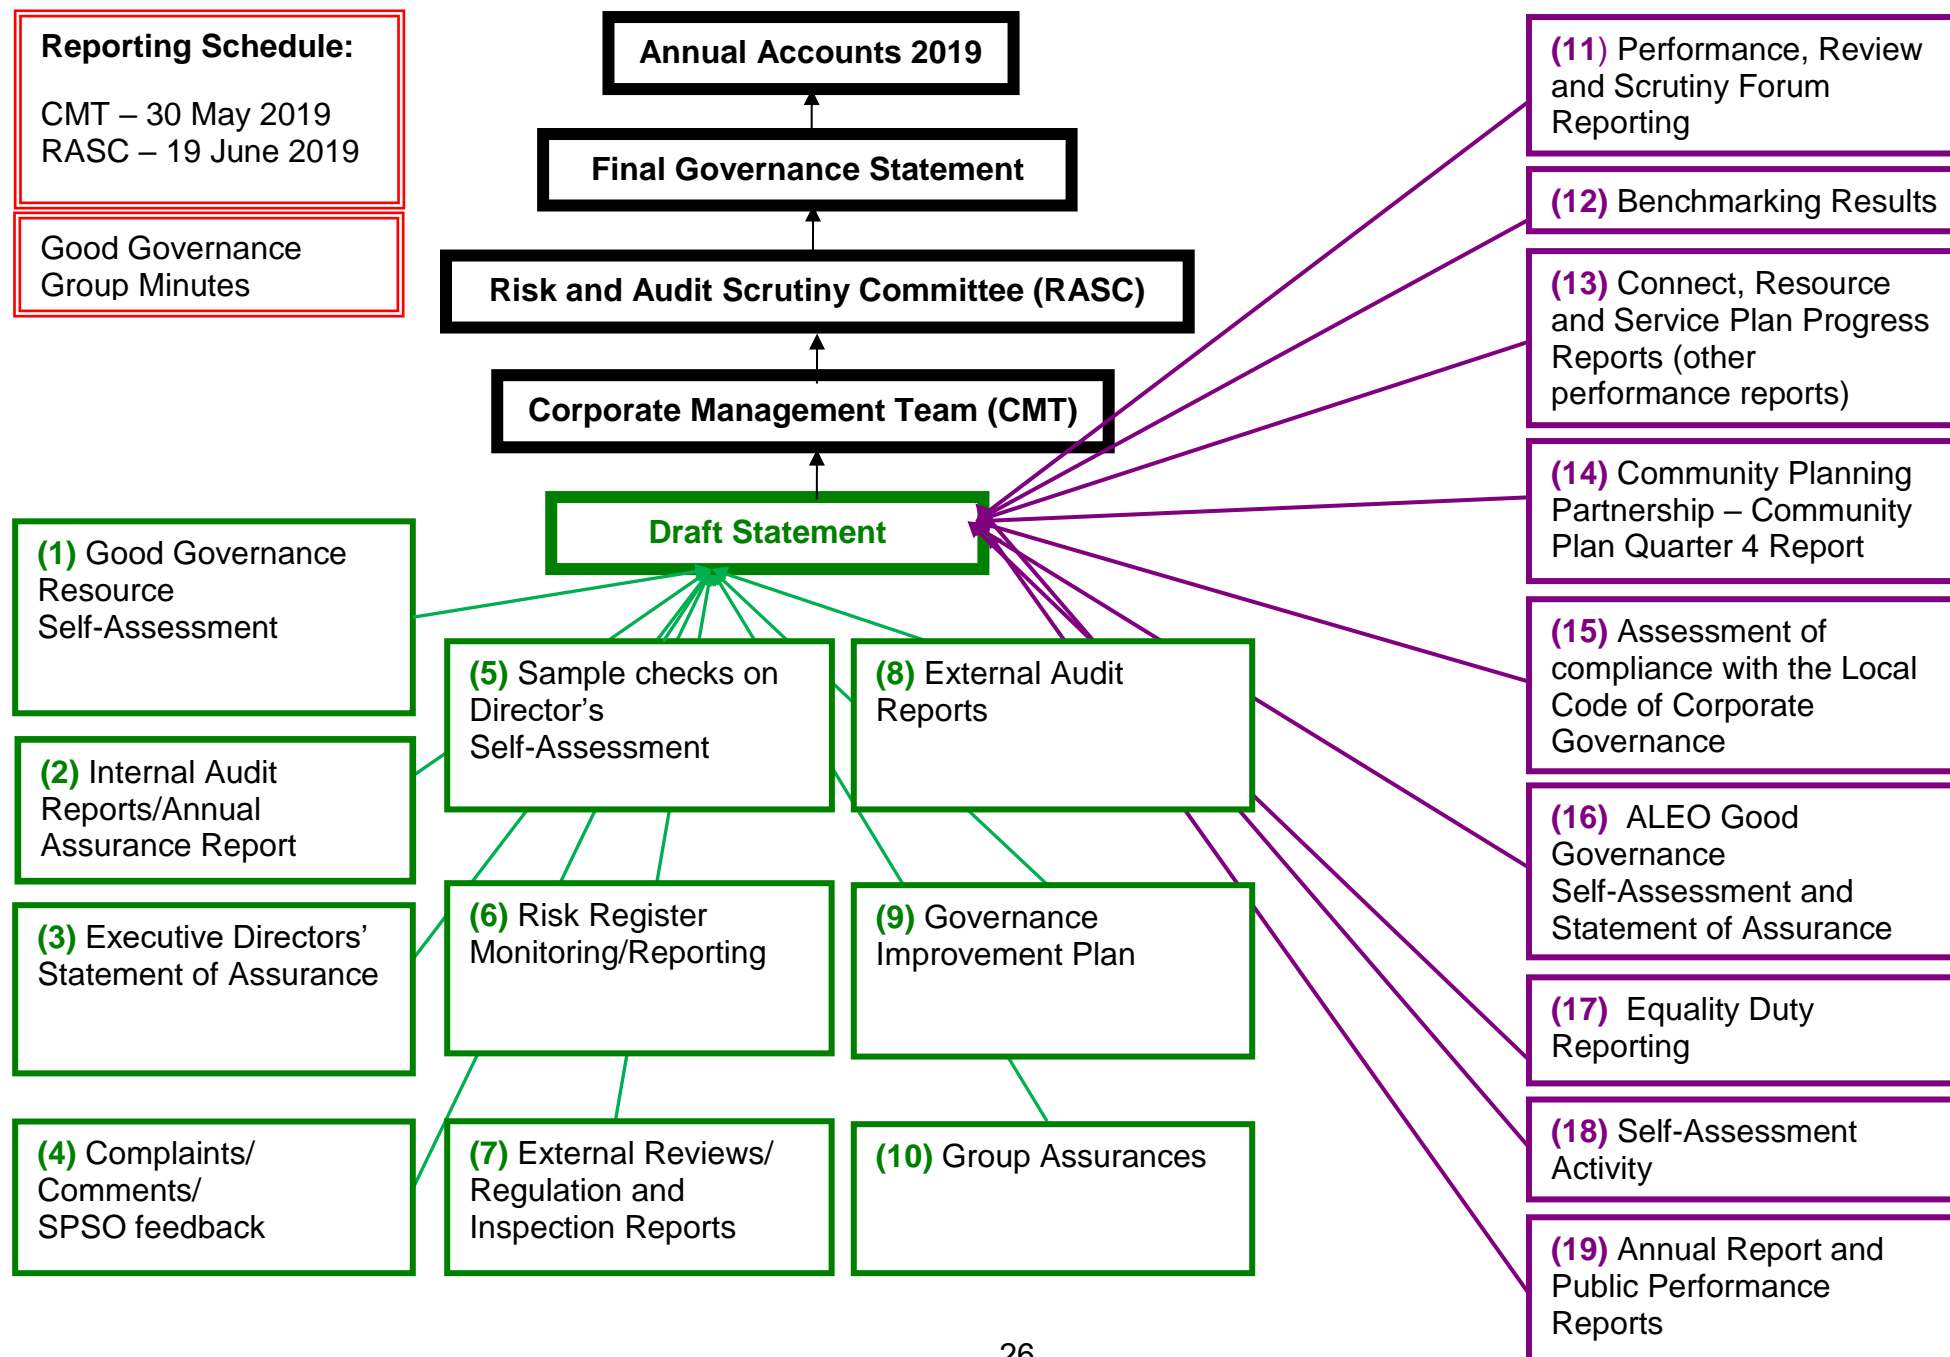 Reporting Schedule:
CMT – 30 May 2019
RASC – 19 June 2019
Good Governance
Group Minutes
Annual Accounts 2019
Final Governance Statement
Risk and Audit Scrutiny Committee (RASC)
Corporate Management Team (CMT)
Draft Statement
(1) Good Governance
Resource
Self-Assessment
(2) Internal Audit
Reports/Annual
Assurance Report
(3) Executive Directors’
Statement of Assurance
(4) Complaints/
Comments/
SPSO feedback
(5) Sample checks on
Director’s
Self-Assessment
(6) Risk Register
Monitoring/Reporting
(7) External Reviews/
Regulation and
Inspection Reports
(8) External Audit
Reports
(9) Governance
Improvement Plan
(10) Group Assurances
(11) Performance, Review
and Scrutiny Forum
Reporting
(12) Benchmarking Results
(13) Connect, Resource
and Service Plan Progress
Reports (other
performance reports)
(14) Community Planning
Partnership – Community
Plan Quarter 4 Report
(15) Assessment of
compliance with the Local
Code of Corporate
Governance
(16) ALEO Good
Governance
Self-Assessment and
Statement of Assurance
(17) Equality Duty
Reporting
(18) Self-Assessment
Activity
(19) Annual Report and
Public Performance
Reports
26